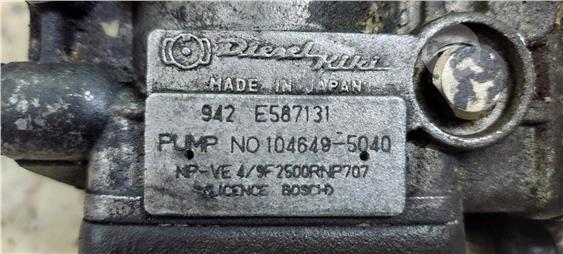 Diesel Kiki
MADE IN JAPAN
942 E587131
PUMP NO 104649-5040
NP-VE 4/9F2500RNP707
(LICENCE BOSCH)